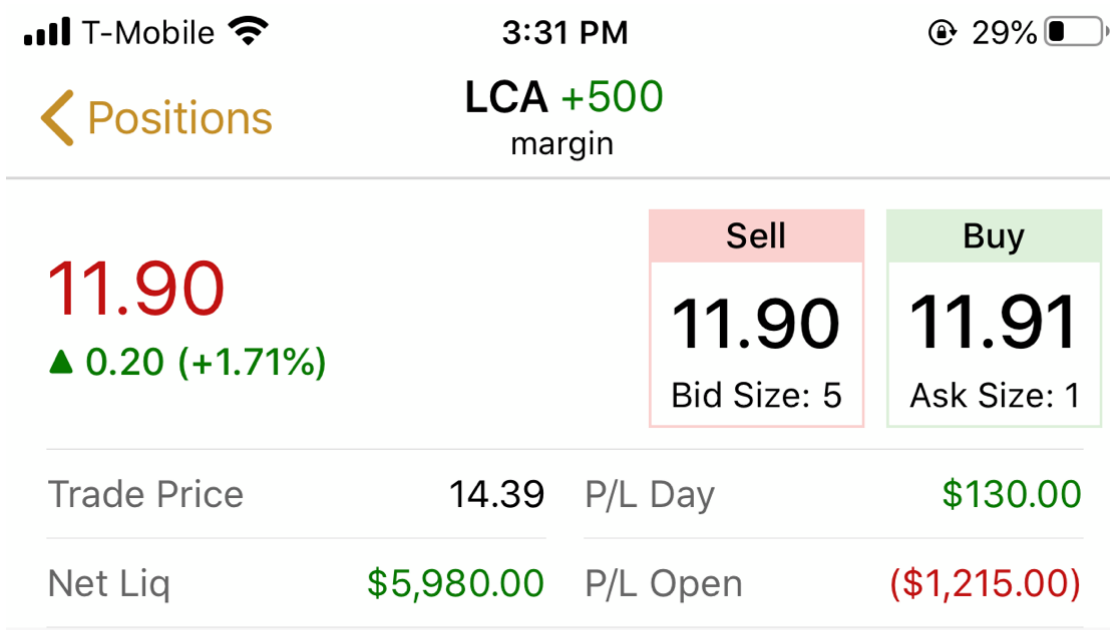 T-Mobile 3:31 PM 29%
Positions
LCA +500
margin
11.90
▲ 0.20 (+1.71%)
Sell
11.90
Bid Size: 5
Buy
11.91
Ask Size: 1
Trade Price 14.39 P/L Day $130.00
Net Liq $5,980.00 P/L Open ($1,215.00)